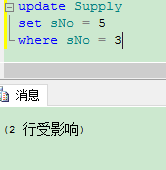 update Supply
set sNo = 5
where sNo = 3
消息
(2 行受影响)